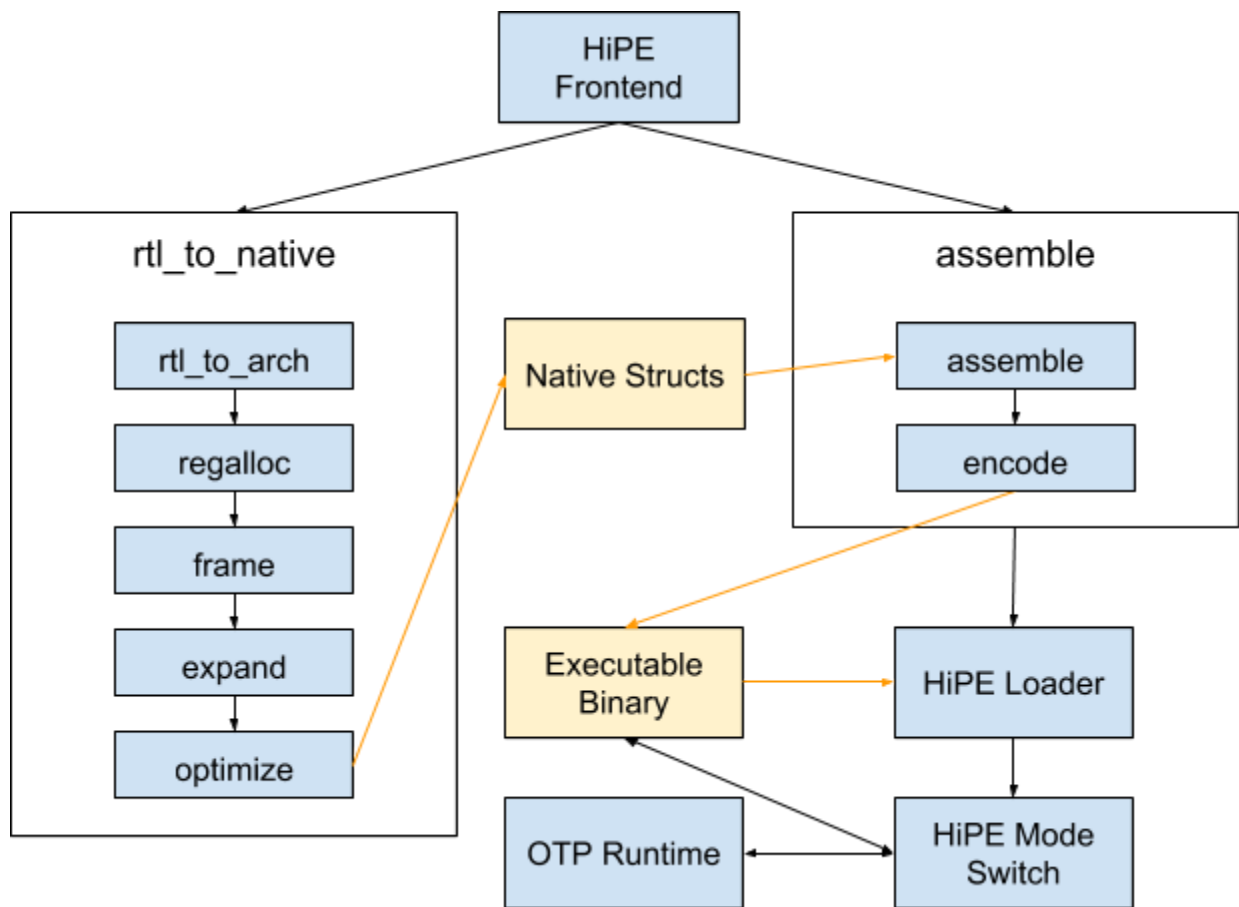 HiPE
Frontend
rtl_to_native
rtl_to_arch
regalloc
frame
expand
optimize
Native Structs
assemble
assemble
encode
Executable
Binary
HiPE Loader
OTP Runtime
HiPE Mode
Switch